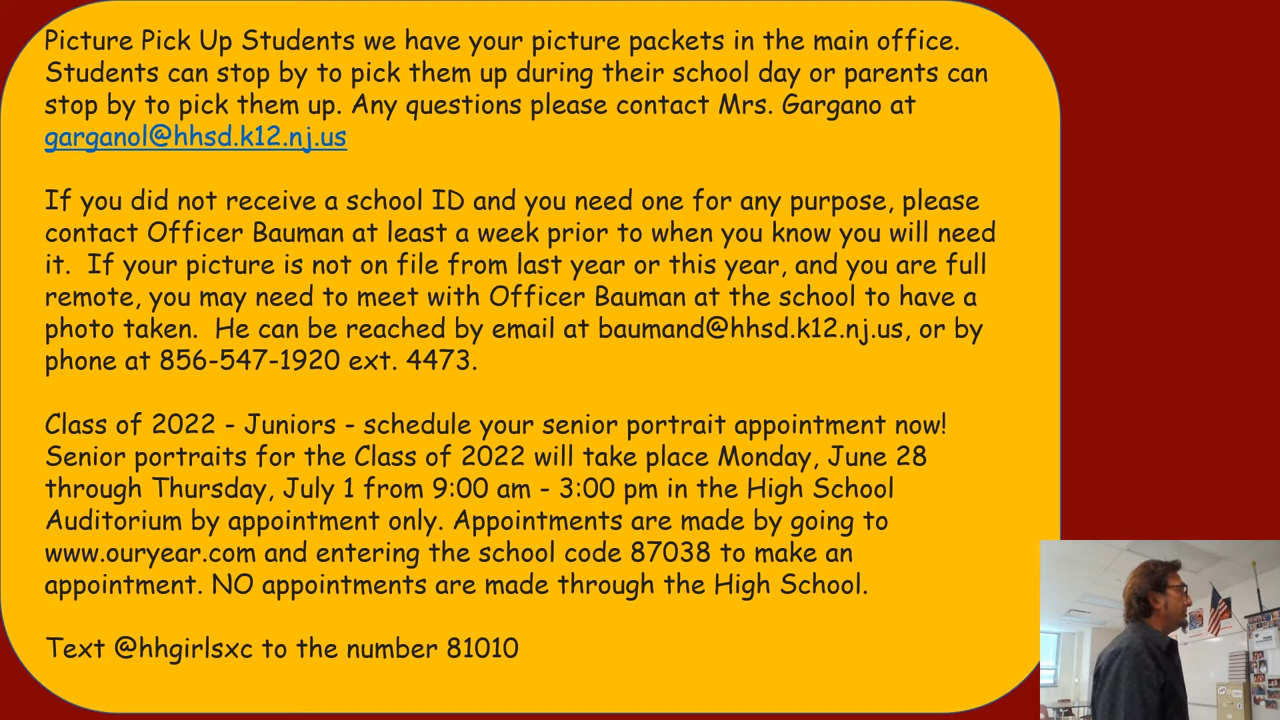 Picture Pick Up Students we have your picture packets in the main office.
Students can stop by to pick them up during their school day or parents can
stop by to pick them up. Any questions please contact Mrs. Gargano at
garganol@hhsd.k12.nj.us
If you did not receive a school ID and you need one for any purpose, please
contact Officer Bauman at least a week prior to when you know you will need
it.  If your picture is not on file from last year or this year, and you are full
remote, you may need to meet with Officer Bauman at the school to have a
photo taken.  He can be reached by email at baumand@hhsd.k12.nj.us, or by
phone at 856-547-1920 ext. 4473.
Class of 2022 - Juniors - schedule your senior portrait appointment now!
Senior portraits for the Class of 2022 will take place Monday, June 28
through Thursday, July 1 from 9:00 am - 3:00 pm in the High School
Auditorium by appointment only. Appointments are made by going to
www.ouryear.com and entering the school code 87038 to make an
appointment. NO appointments are made through the High School.
Text @hhgirlsxc to the number 81010